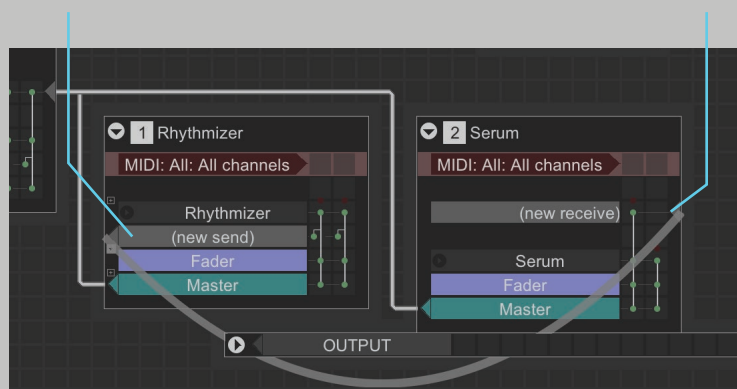 1 Rhythmizer
MIDI: All: All channels
Rhythmizer
(new send)
Fader
Master
2 Serum
MIDI: All: All channels
(new receive)
Serum
Fader
Master
OUTPUT